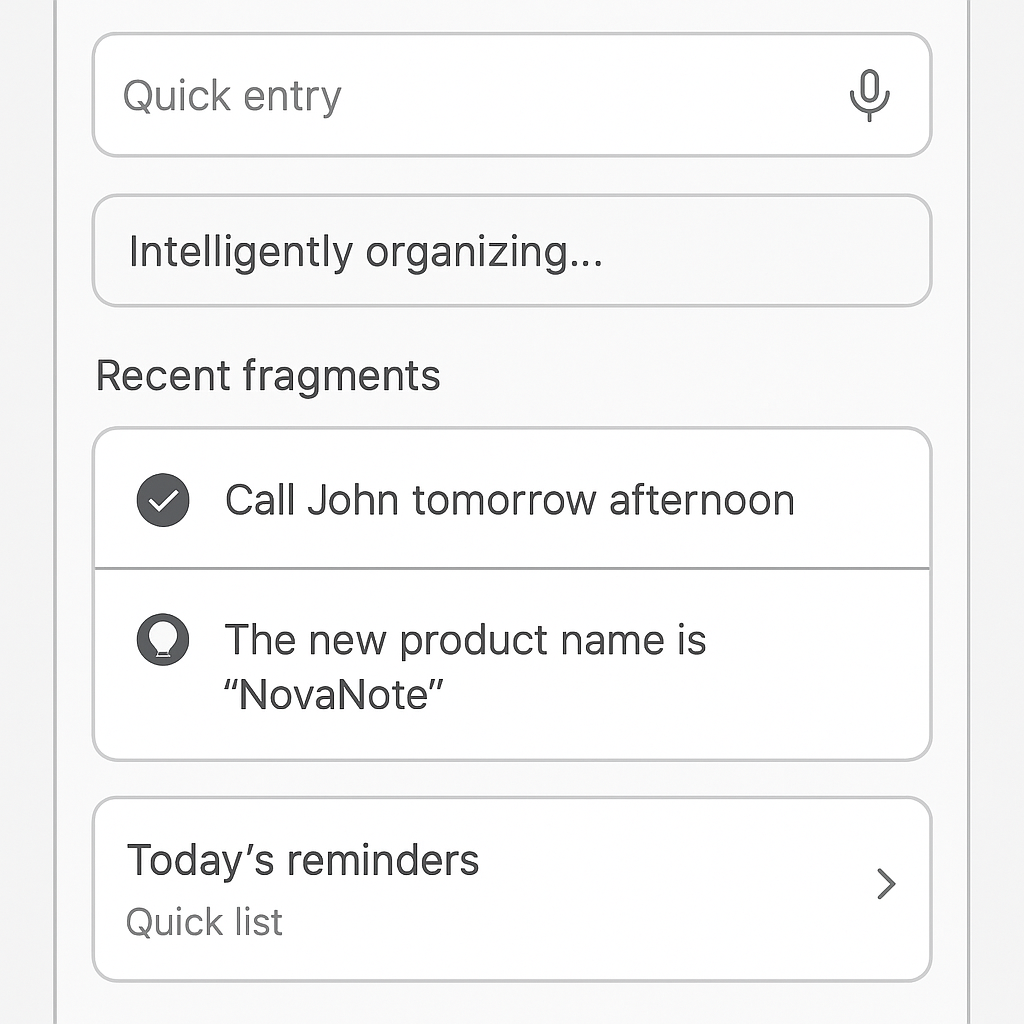 Quick entry
Intelligently organizing...
Recent fragments
Call John tomorrow afternoon
The new product name is
“NovaNote”
Today’s reminders
Quick list